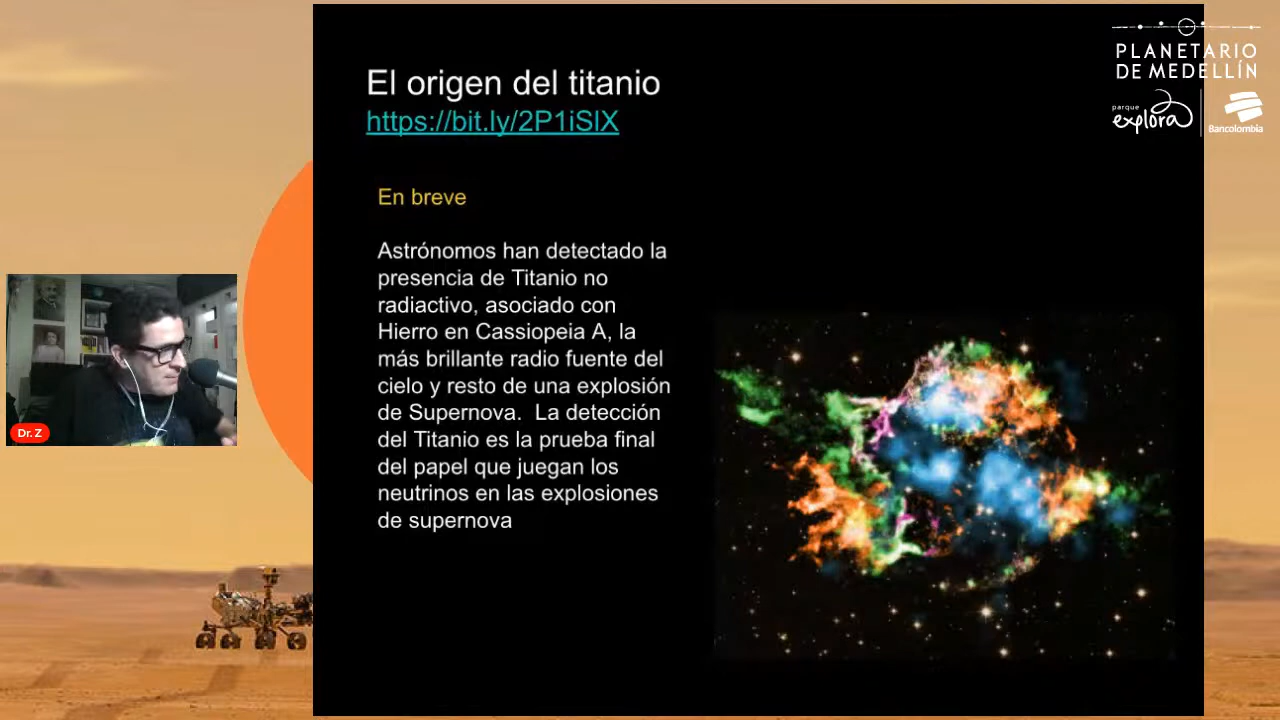 El origen del titanio
https://bit.ly/2P1iSlX
En breve
Astrónomos han detectado la
presencia de Titanio no
radiactivo, asociado con
Hierro en Cassiopeia A, la
más brillante radio fuente del
cielo y resto de una explosión
de Supernova.  La detección
del Titanio es la prueba final
del papel que juegan los
neutrinos en las explosiones
de supernova
PLANETARIO
DE MEDELLÍN
parque
explora
Bancolombia
Dr. Z